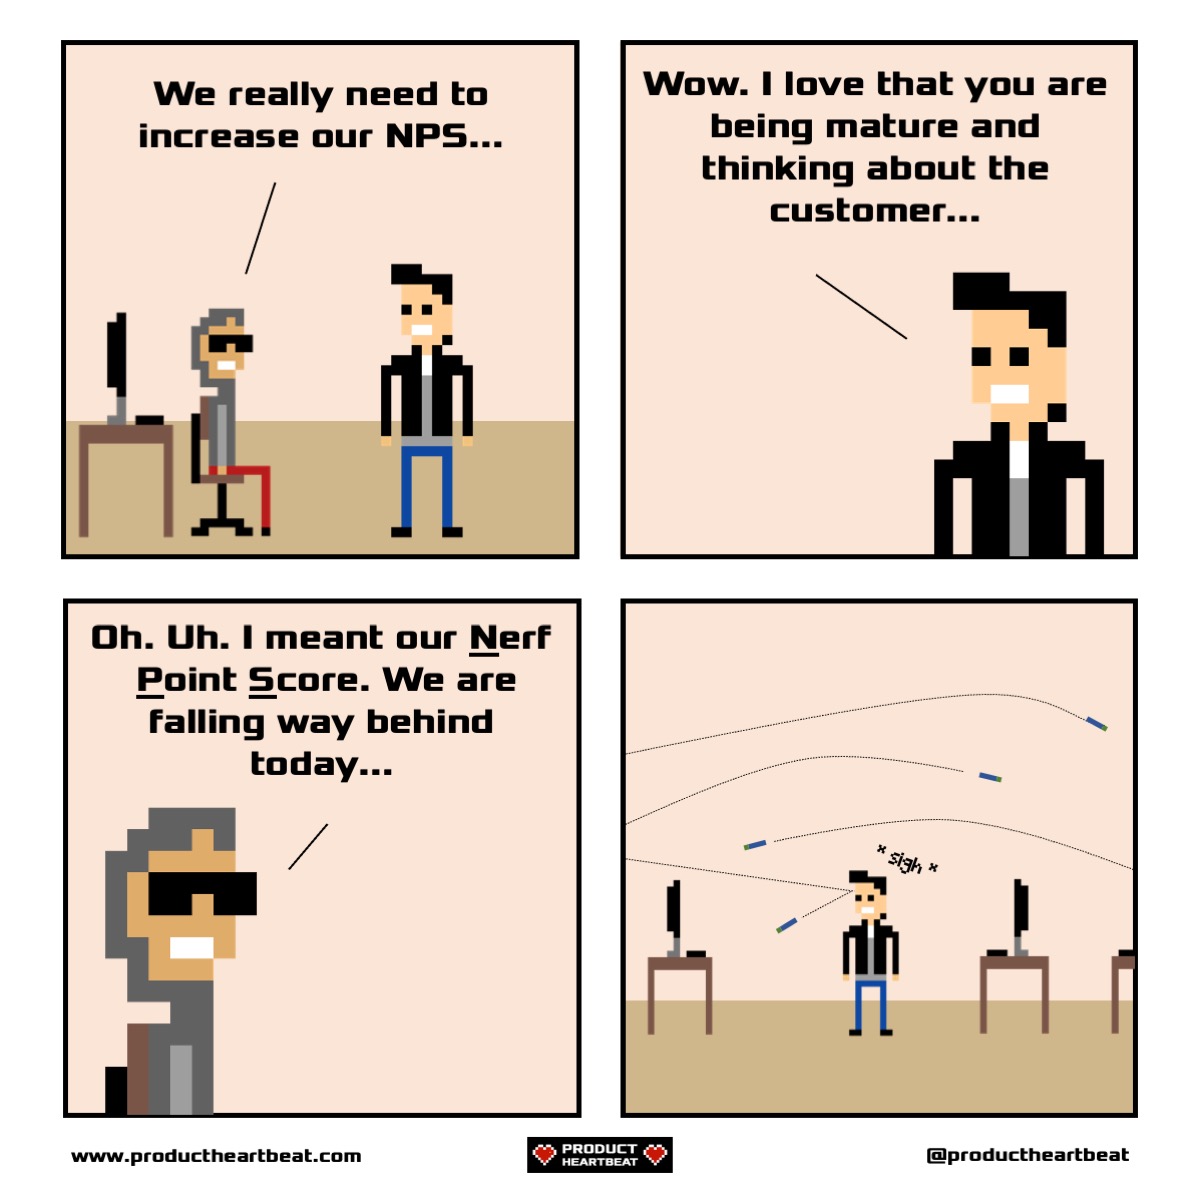 We really need to
increase our NPS...
Wow. I love that you are
being mature and
thinking about the
customer...
Oh. Uh. I meant our Nerf
Point Score. We are
falling way behind
today...
* sigh *
www.productheartbeat.com
PRODUCT
HEARTBEAT
@productheartbeat